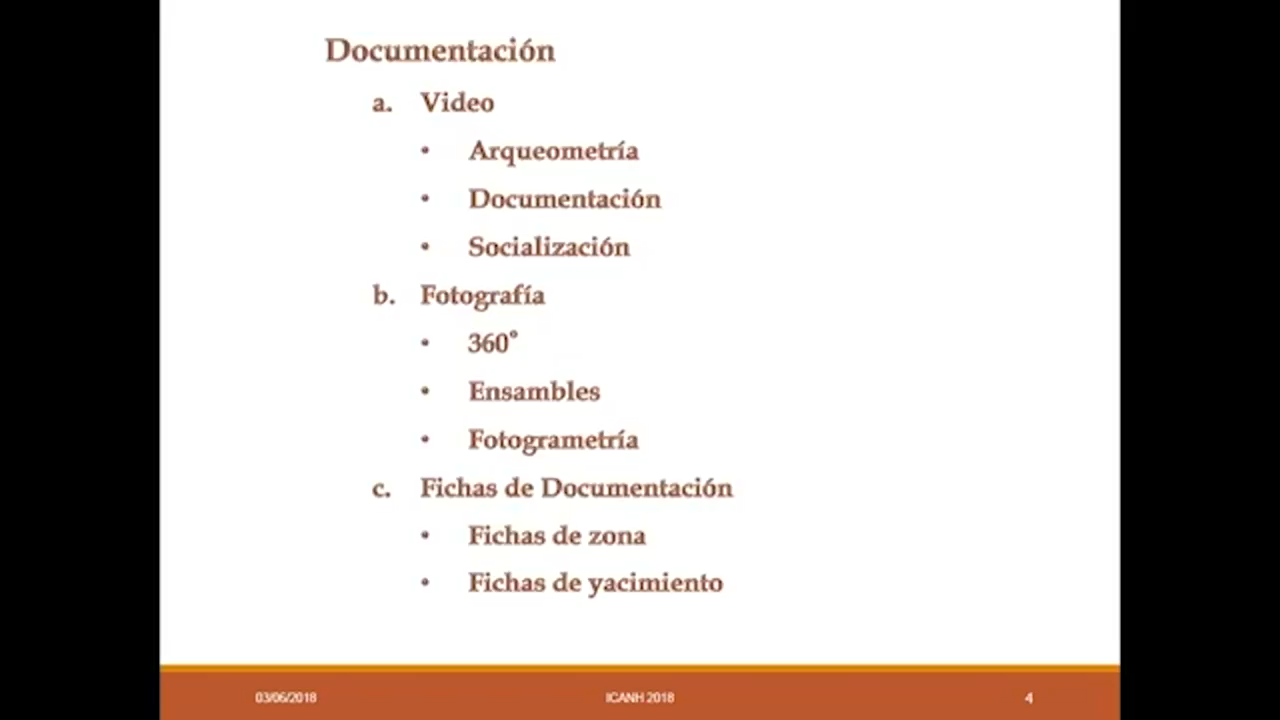 Documentación
a. Video
• Arqueometría
• Documentación
• Socialización
b. Fotografía
• 360°
• Ensambles
• Fotogrametría
c. Fichas de Documentación
• Fichas de zona
• Fichas de yacimiento
03/06/2018 ICANH 2018 4